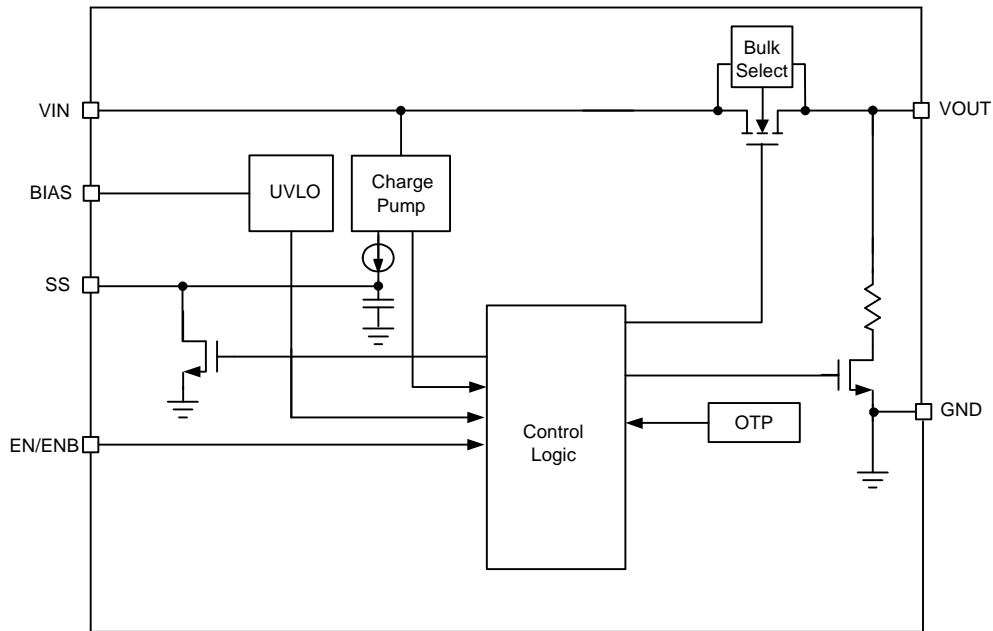 Bulk
Select
VIN
VOUT
BIAS
UVLO
Charge
Pump
SS
GND
OTP
EN/ENB
Control
Logic